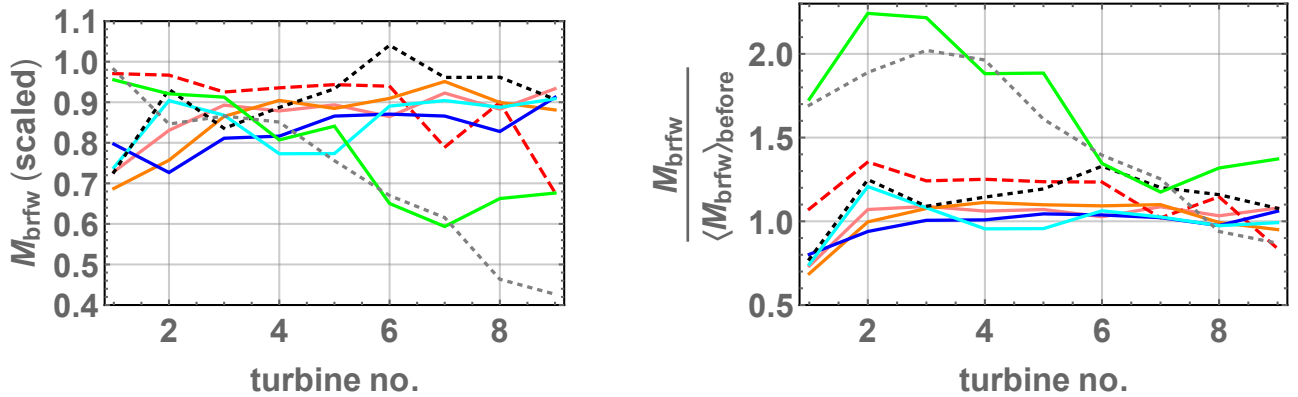 1.1
1.0
0.9
0.8
0.7
0.6
0.5
0.4
M_brfw (scaled)
2 4 6 8
turbine no.
2.0
1.5
1.0
0.5
M_brfw
⟨M_brfw⟩_before
2 4 6 8
turbine no.